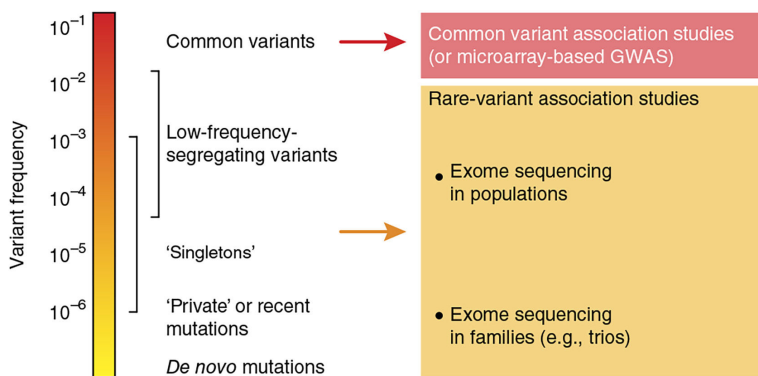 Variant frequency
10⁻¹
10⁻²
10⁻³
10⁻⁴
10⁻⁵
10⁻⁶
Common variants
Low-frequency-
segregating variants
‘Singletons’
‘Private’ or recent
mutations
De novo mutations
Common variant association studies
(or microarray-based GWAS)
Rare-variant association studies
• Exome sequencing
in populations
• Exome sequencing
in families (e.g., trios)